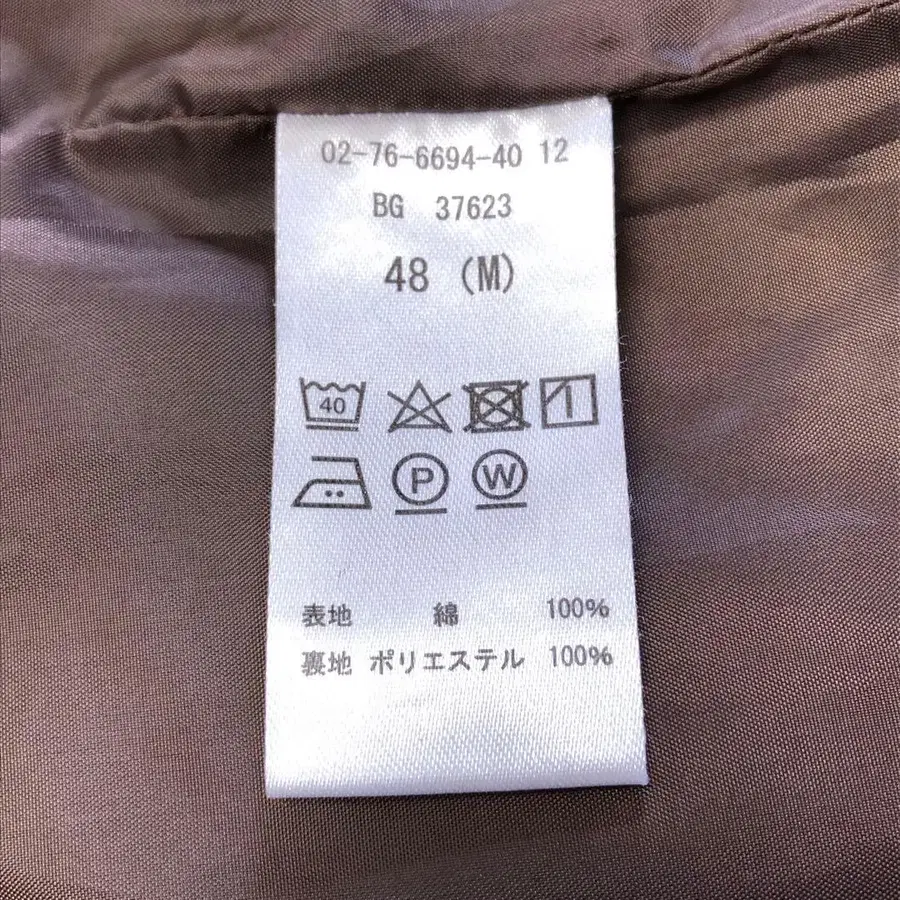 02-76-6694-40 12
BG 37623
48 (M)
40
P W
表地 綿 100%
裏地 ポリエステル 100%